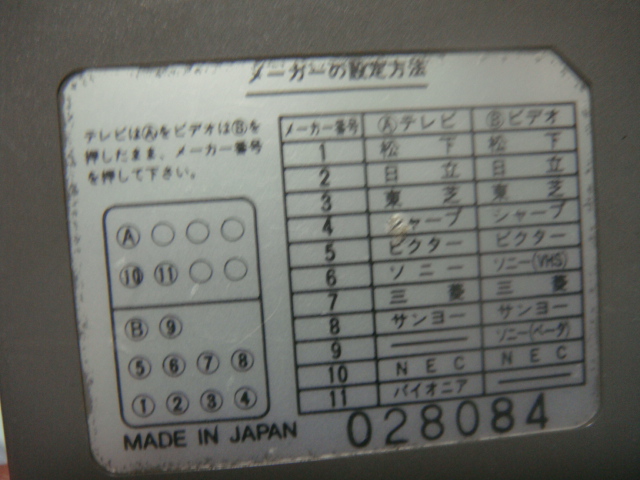 メーカーの設定方法
テレビはⒶをビデオはⒷを
押したまま、メーカー番号
を押して下さい。
メーカー番号 Ⓐテレビ Ⓑビデオ
1 松下 松下
2 日立 日立
3 東芝 東芝
4 シャープ シャープ
5 ビクター ビクター
6 ソニー ソニー(VHS)
7 三菱 三菱
8 サンヨー サンヨー
9 ソニー(ベータ)
10 NEC NEC
11 パイオニア
Ⓐ
⑩ ⑪
Ⓑ ⑨
⑤ ⑥ ⑦ ⑧
① ② ③ ④
MADE IN JAPAN
028084